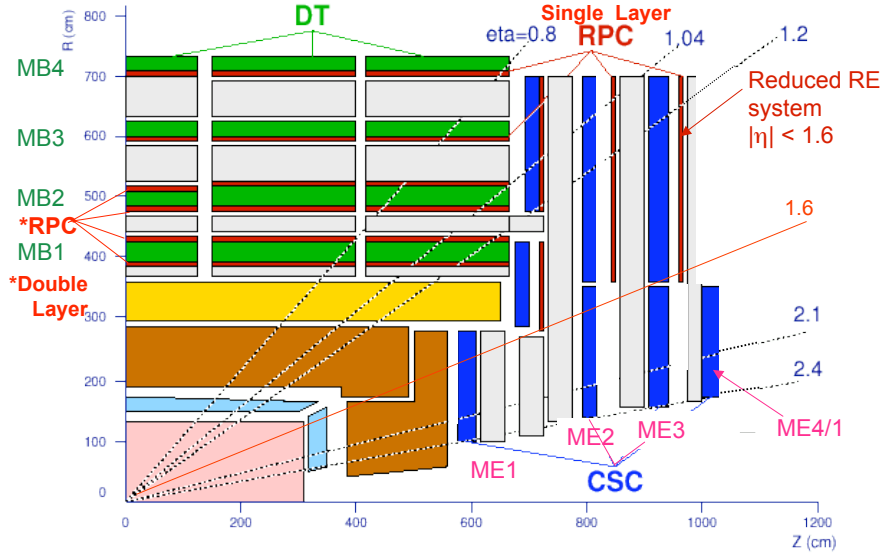 800
R (cm)
DT
eta=0.8
Single Layer
RPC
1.04
1.2
MB4
700
Reduced RE
system
|η| < 1.6
MB3
600
MB2
500
*RPC
1.6
MB1
400
*Double
Layer
300
2.1
200
2.4
100
ME1
ME2
ME3
ME4/1
CSC
0
0
200
400
600
800
1000
1200
Z (cm)